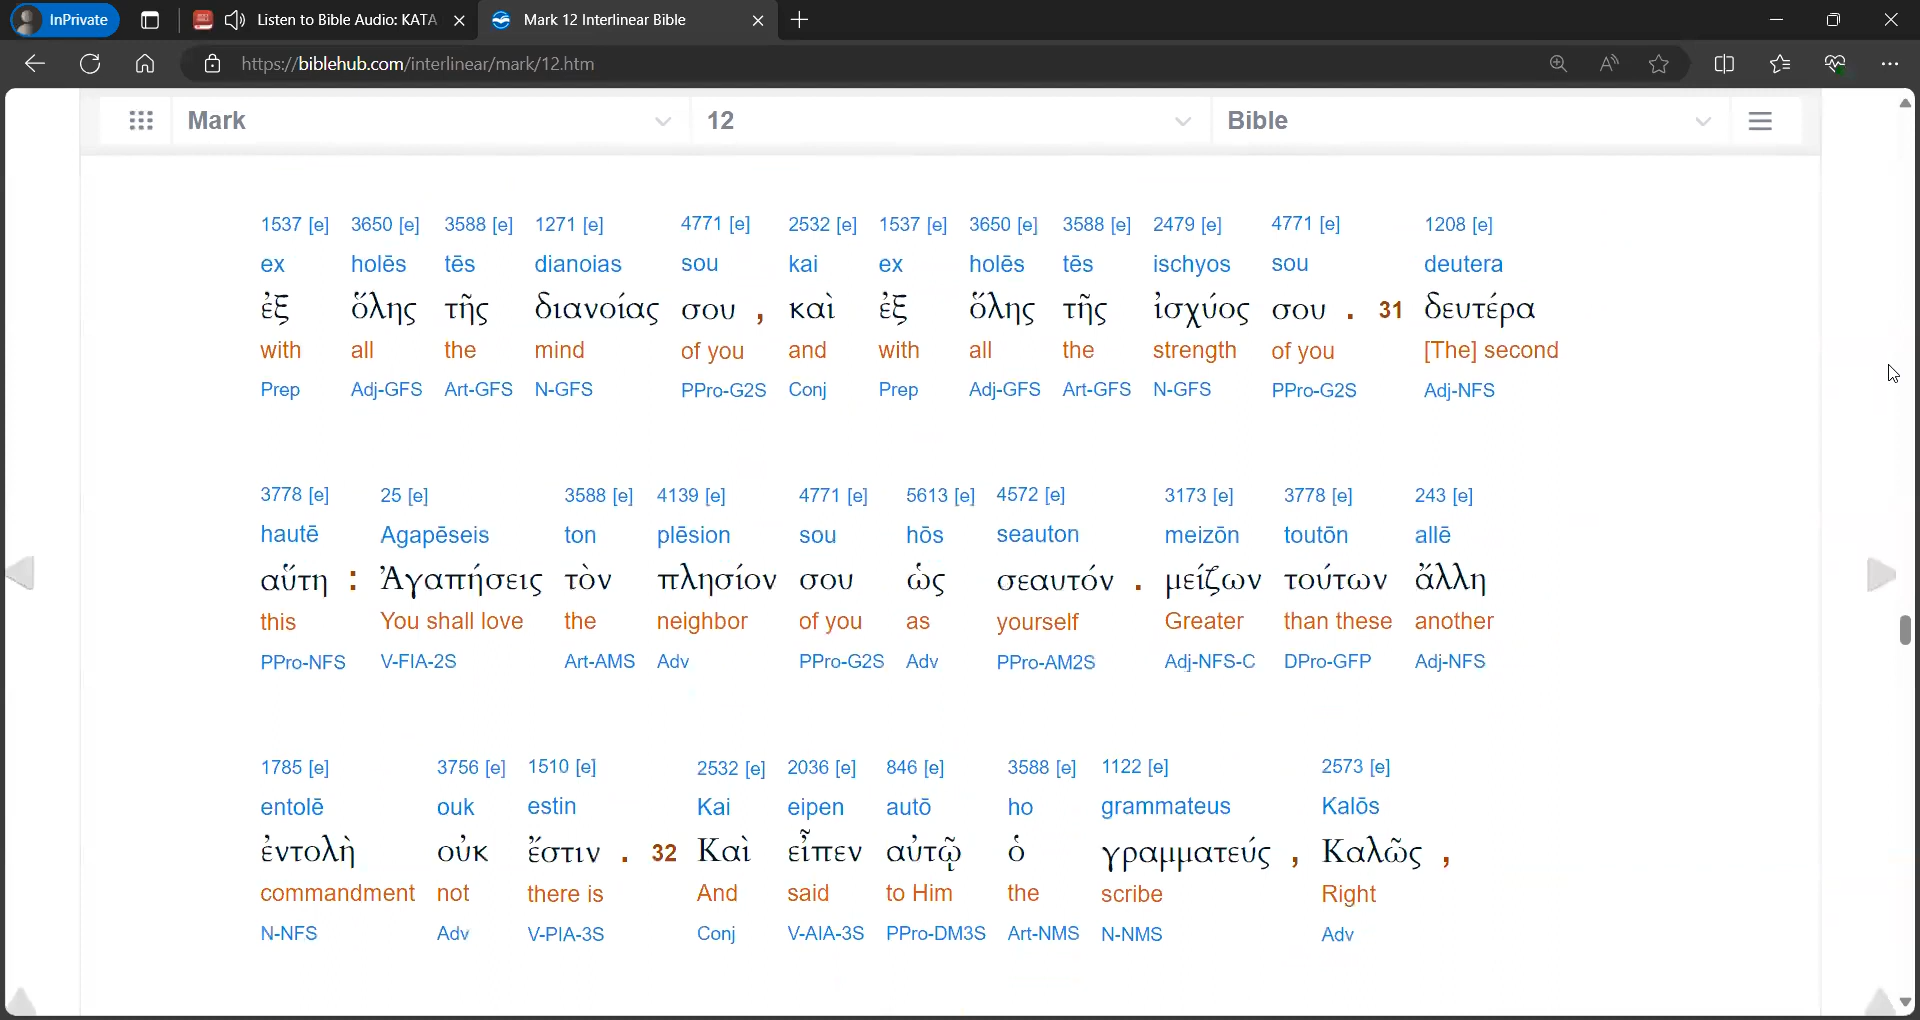 InPrivate
Listen to Bible Audio: KATA
Mark 12 Interlinear Bible
https://biblehub.com/interlinear/mark/12.htm
Mark 12 Bible
1537 [e] 3650 [e] 3588 [e] 1271 [e] 4771 [e] 2532 [e] 1537 [e] 3650 [e] 3588 [e] 2479 [e] 4771 [e] 1208 [e]
ex holēs tēs dianoias sou kai ex holēs tēs ischyos sou deutera
ἐξ ὅλης τῆς διανοίας σου , καὶ ἐξ ὅλης τῆς ἰσχύος σου . 31 δευτέρα
with all the mind of you and with all the strength of you [The] second
Prep Adj-GFS Art-GFS N-GFS PPro-G2S Conj Prep Adj-GFS Art-GFS N-GFS PPro-G2S Adj-NFS
3778 [e] 25 [e] 3588 [e] 4139 [e] 4771 [e] 5613 [e] 4572 [e] 3173 [e] 3778 [e] 243 [e]
hautē Agapēseis ton plēsion sou hōs seauton meizōn toutōn allē
αὕτη : Ἀγαπήσεις τὸν πλησίον σου ὡς σεαυτόν . μείζων τούτων ἄλλη
this You shall love the neighbor of you as yourself Greater than these another
PPro-NFS V-FIA-2S Art-AMS Adv PPro-G2S Adv PPro-AM2S Adj-NFS-C DPro-GFP Adj-NFS
1785 [e] 3756 [e] 1510 [e] 2532 [e] 2036 [e] 846 [e] 3588 [e] 1122 [e] 2573 [e]
entolē ouk estin Kai eipen autō ho grammateus Kalōs
ἐντολὴ οὐκ ἔστιν . 32 Καὶ εἶπεν αὐτῷ ὁ γραμματεύς , Καλῶς ,
commandment not there is And said to Him the scribe Right
N-NFS Adv V-PIA-3S Conj V-AIA-3S PPro-DM3S Art-NMS N-NMS Adv